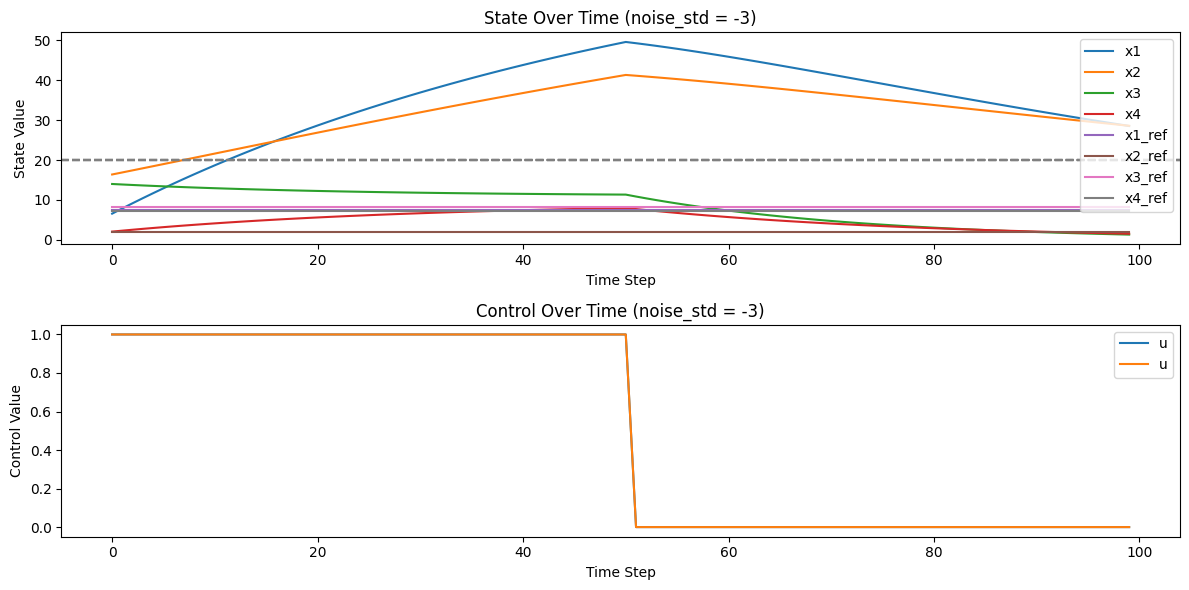 State Over Time (noise_std = -3)
State Value
50
40
30
20
10
0
x1
x2
x3
x4
x1_ref
x2_ref
x3_ref
x4_ref
0 20 40 60 80 100
Time Step
Control Over Time (noise_std = -3)
Control Value
1.0
0.8
0.6
0.4
0.2
0.0
u
u
0 20 40 60 80 100
Time Step